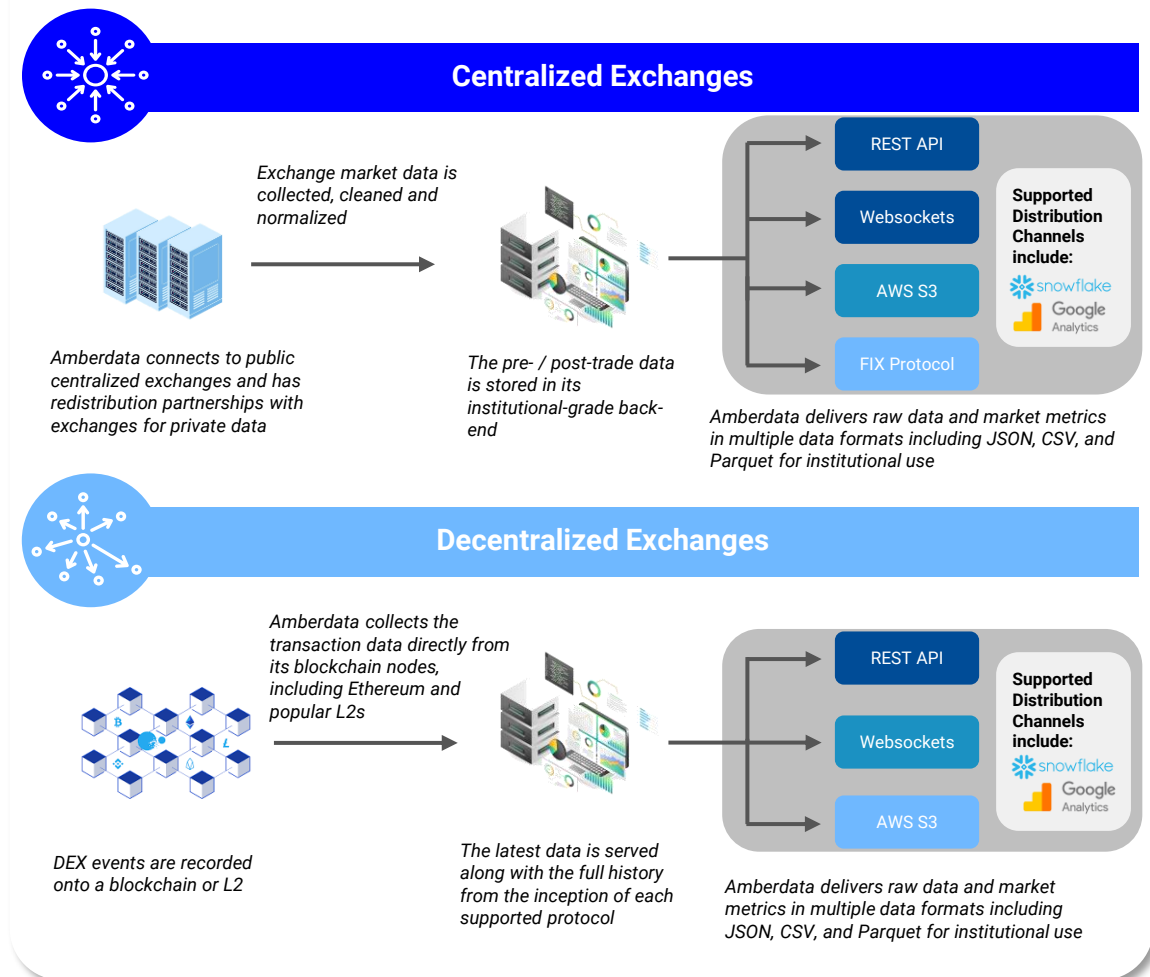 Centralized Exchanges
Exchange market data is
collected, cleaned and
normalized
Amberdata connects to public
centralized exchanges and has
redistribution partnerships with
exchanges for private data
The pre- / post-trade data
is stored in its
institutional-grade back-
end
REST API
Websockets
AWS S3
FIX Protocol
Supported
Distribution
Channels
include:
snowflake
Google
Analytics
Amberdata delivers raw data and market metrics
in multiple data formats including JSON, CSV, and
Parquet for institutional use
Decentralized Exchanges
Amberdata collects the
transaction data directly from
its blockchain nodes,
including Ethereum and
popular L2s
DEX events are recorded
onto a blockchain or L2
The latest data is served
along with the full history
from the inception of each
supported protocol
REST API
Websockets
AWS S3
Supported
Distribution
Channels
include:
snowflake
Google
Analytics
Amberdata delivers raw data and market
metrics in multiple data formats including
JSON, CSV, and Parquet for institutional use